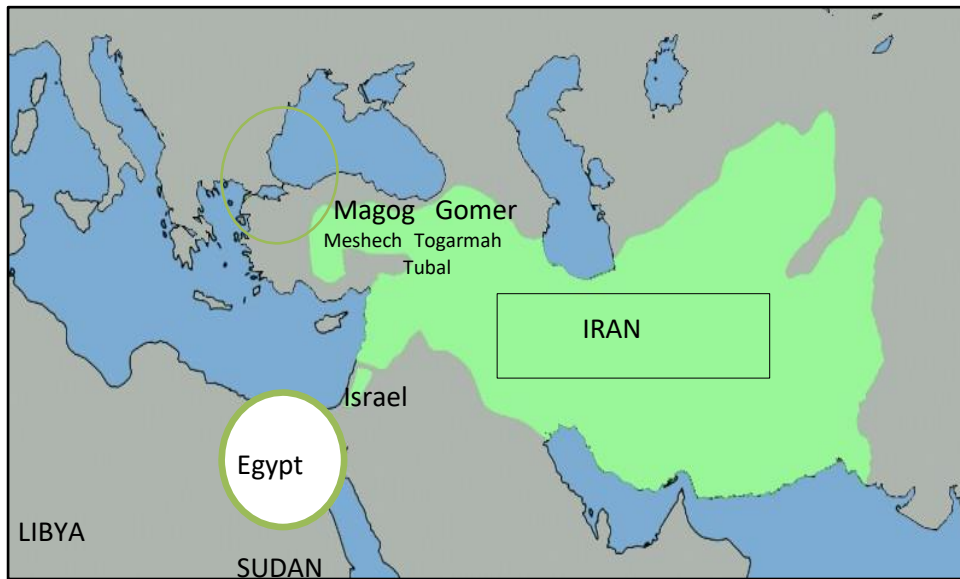 Magog Gomer
Meshech Togarmah
Tubal
IRAN
Israel
Egypt
LIBYA
SUDAN